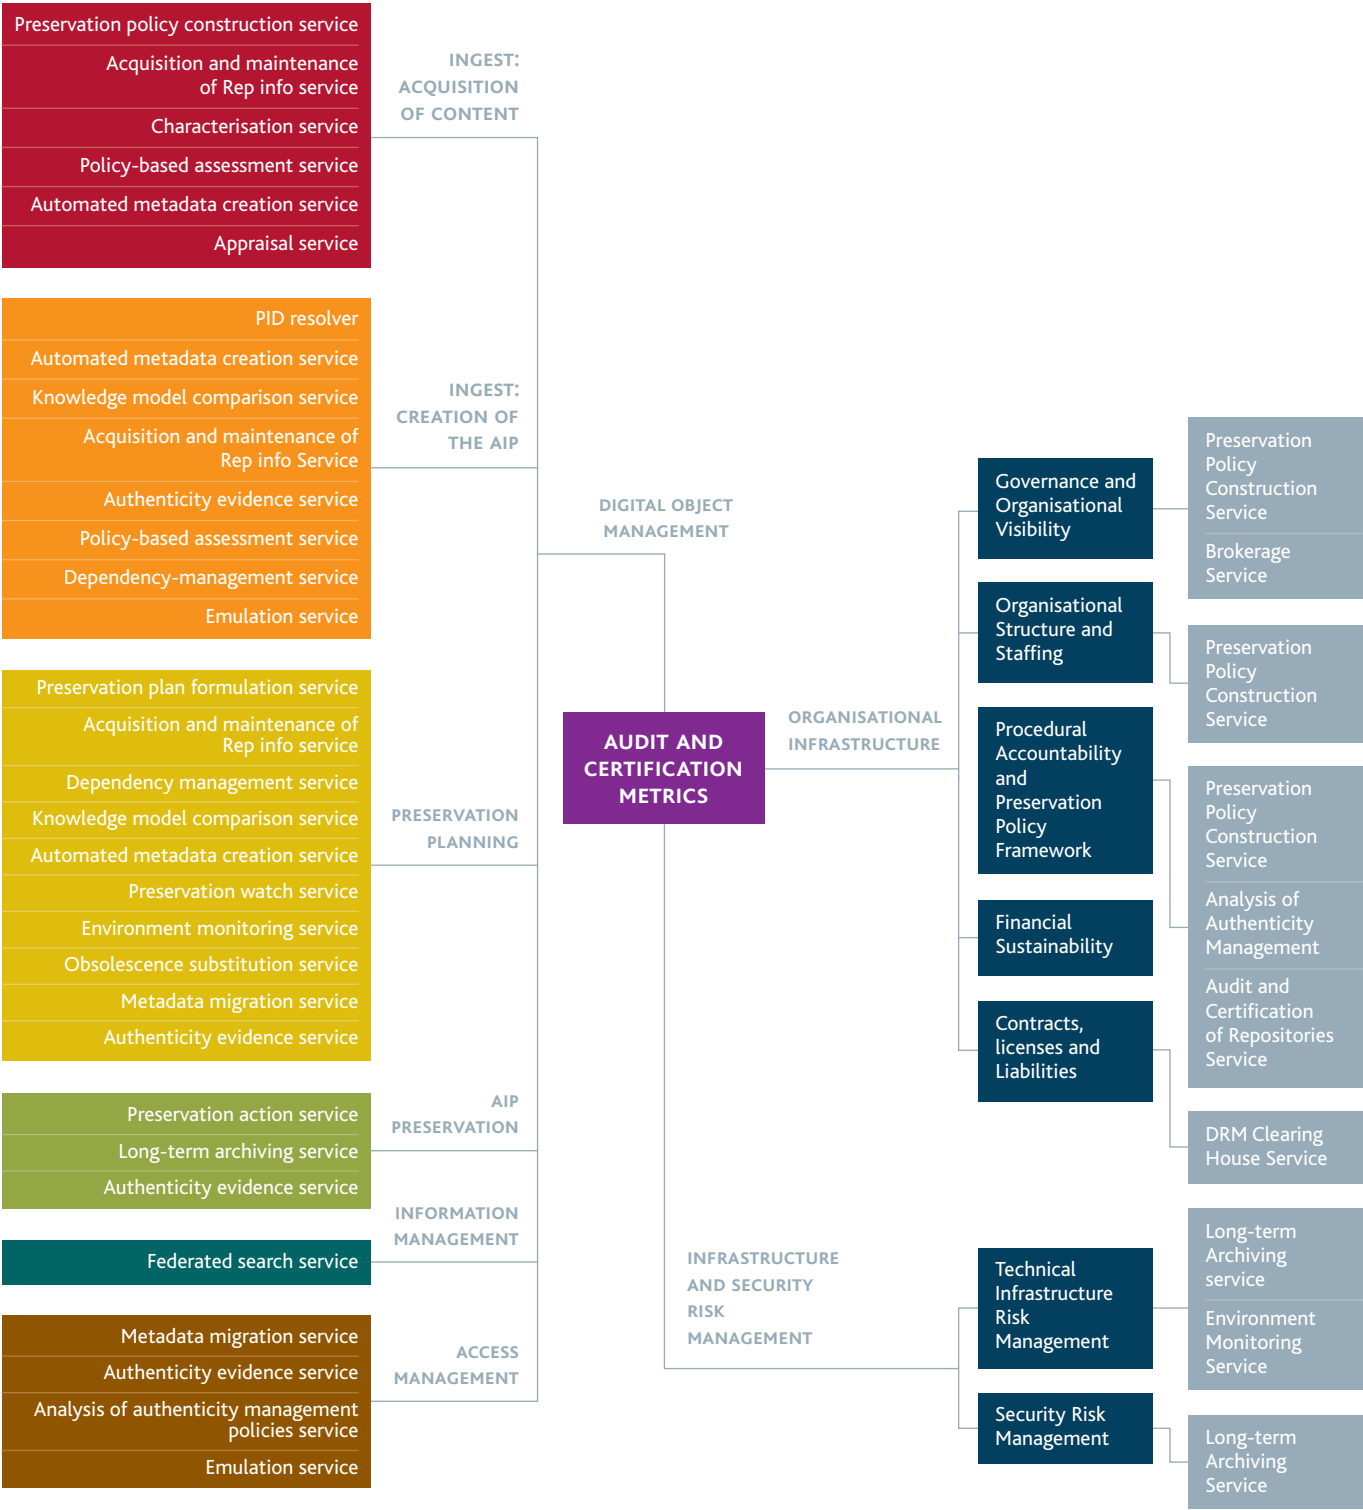 Preservation policy construction service
Acquisition and maintenance
of Rep info service
Characterisation service
Policy-based assessment service
Automated metadata creation service
Appraisal service
INGEST:
ACQUISITION
OF CONTENT
PID resolver
Automated metadata creation service
Knowledge model comparison service
Acquisition and maintenance of
Rep info Service
Authenticity evidence service
Policy-based assessment service
Dependency-management service
Emulation service
INGEST:
CREATION OF
THE AIP
Preservation plan formulation service
Acquisition and maintenance of
Rep info service
Dependency management service
Knowledge model comparison service
Automated metadata creation service
Preservation watch service
Environment monitoring service
Obsolescence substitution service
Metadata migration service
Authenticity evidence service
PRESERVATION
PLANNING
Preservation action service
Long-term archiving service
Authenticity evidence service
AIP
PRESERVATION
Federated search service
INFORMATION
MANAGEMENT
Metadata migration service
Authenticity evidence service
Analysis of authenticity management
policies service
Emulation service
ACCESS
MANAGEMENT
DIGITAL OBJECT
MANAGEMENT
AUDIT AND
CERTIFICATION
METRICS
ORGANISATIONAL
INFRASTRUCTURE
Governance and
Organisational
Visibility
Preservation
Policy
Construction
Service
Brokerage
Service
Organisational
Structure and
Staffing
Preservation
Policy
Construction
Service
Procedural
Accountability
and
Preservation
Policy
Framework
Preservation
Policy
Construction
Service
Analysis of
Authenticity
Management
Audit and
Certification
of Repositories
Service
Financial
Sustainability
Contracts,
licenses and
Liabilities
DRM Clearing
House Service
INFRASTRUCTURE
AND SECURITY
RISK
MANAGEMENT
Technical
Infrastructure
Risk
Management
Long-term
Archiving
service
Environment
Monitoring
Service
Security Risk
Management
Long-term
Archiving
Service